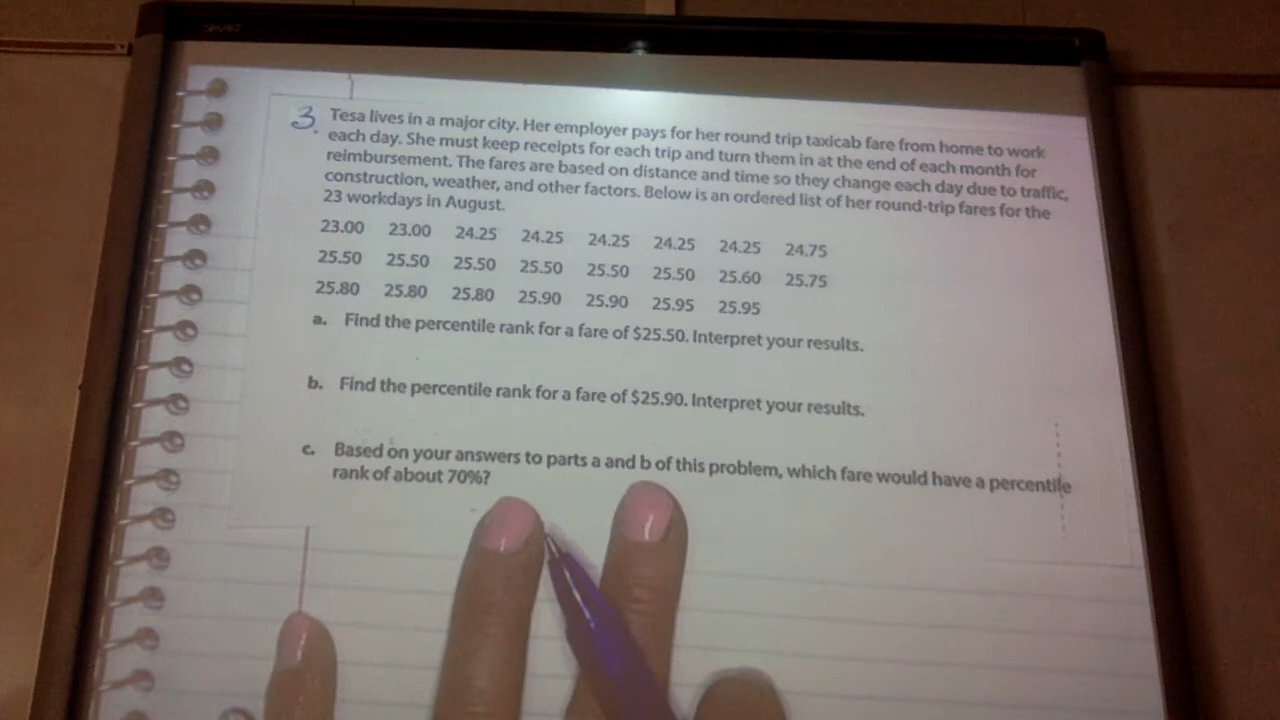 SMART
3. Tesa lives in a major city. Her employer pays for her round trip taxicab fare from home to work
each day. She must keep receipts for each trip and turn them in at the end of each month for
reimbursement. The fares are based on distance and time so they change each day due to traffic,
construction, weather, and other factors. Below is an ordered list of her round-trip fares for the
23 workdays in August.
23.00 23.00 24.25 24.25 24.25 24.25 24.25 24.75
25.50 25.50 25.50 25.50 25.50 25.50 25.60 25.75
25.80 25.80 25.80 25.90 25.90 25.95 25.95
a. Find the percentile rank for a fare of $25.50. Interpret your results.
b. Find the percentile rank for a fare of $25.90. Interpret your results.
c. Based on your answers to parts a and b of this problem, which fare would have a percentile
rank of about 70%?